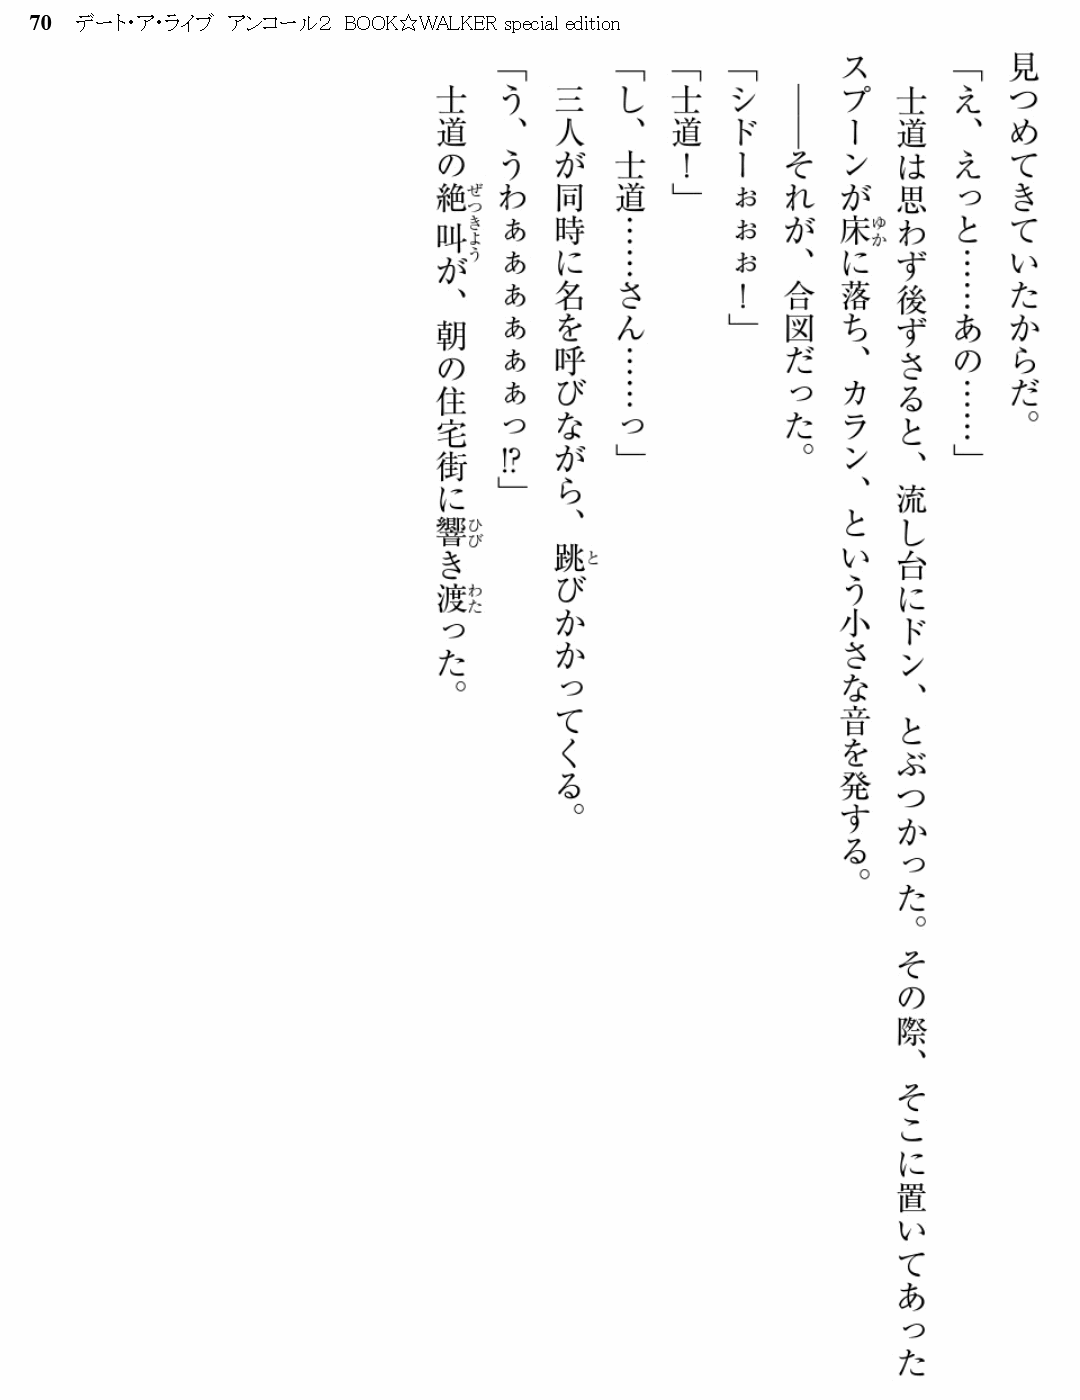 70 デート・ア・ライブ アンコール２ BOOK☆WALKER special edition
見つめてきていたからだ。
「え、えっと……あの……」
士道は思わず後ずさると、流し台にドン、とぶつかった。その際、そこに置いてあった
スプーンが床に落ち、カラン、という小さな音を発する。
――それが、合図だった。
「シドーぉぉぉ！」
「士道！」
「し、士道……さん……っ」
三人が同時に名を呼びながら、跳びかかってくる。
「う、うわぁぁぁぁぁぁっ!?」
士道の絶叫が、朝の住宅街に響き渡った。